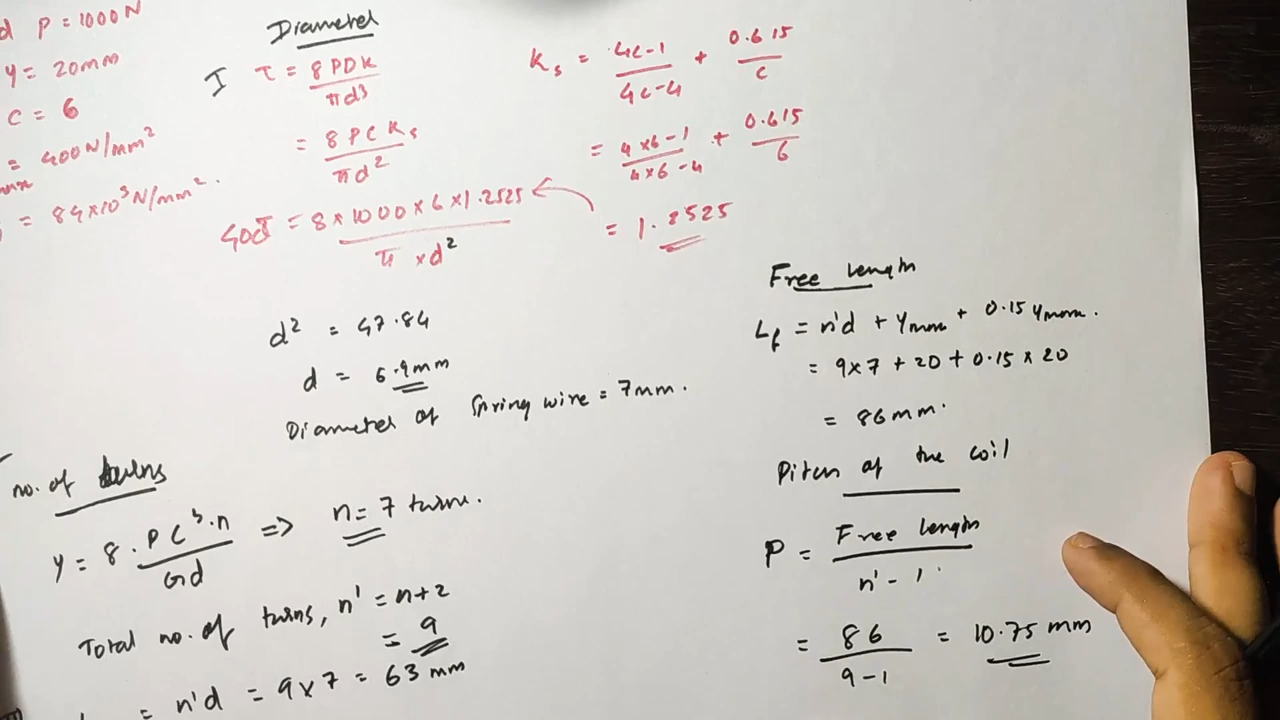 d P = 1000N
y = 20mm
C = 6
= 400N/mm²
max
= 84×10³N/mm².
Diameter
I τ = 8PDK / πd³
= 8PCKs / πd²
400 = 8×1000×6×1.2525 / π×d²
Ks = 4C-1 / 4C-4 + 0.615 / C
= 4×6-1 / 4×6-4 + 0.615 / 6
= 1.2525
d² = 47.84
d = 6.9mm
Diameter of Spring wire = 7mm.
no. of turns
y = 8.PC³.n / Gd => n = 7 turns.
Total no. of turns, n' = n+2
= 9
= n'd = 9×7 = 63 mm
Free length
Lf = n'd + ymax + 0.15 ymax.
= 9×7 + 20 + 0.15×20
= 86mm.
Pitch of the coil
P = Free length / n'-1
= 86 / 9-1 = 10.75 mm